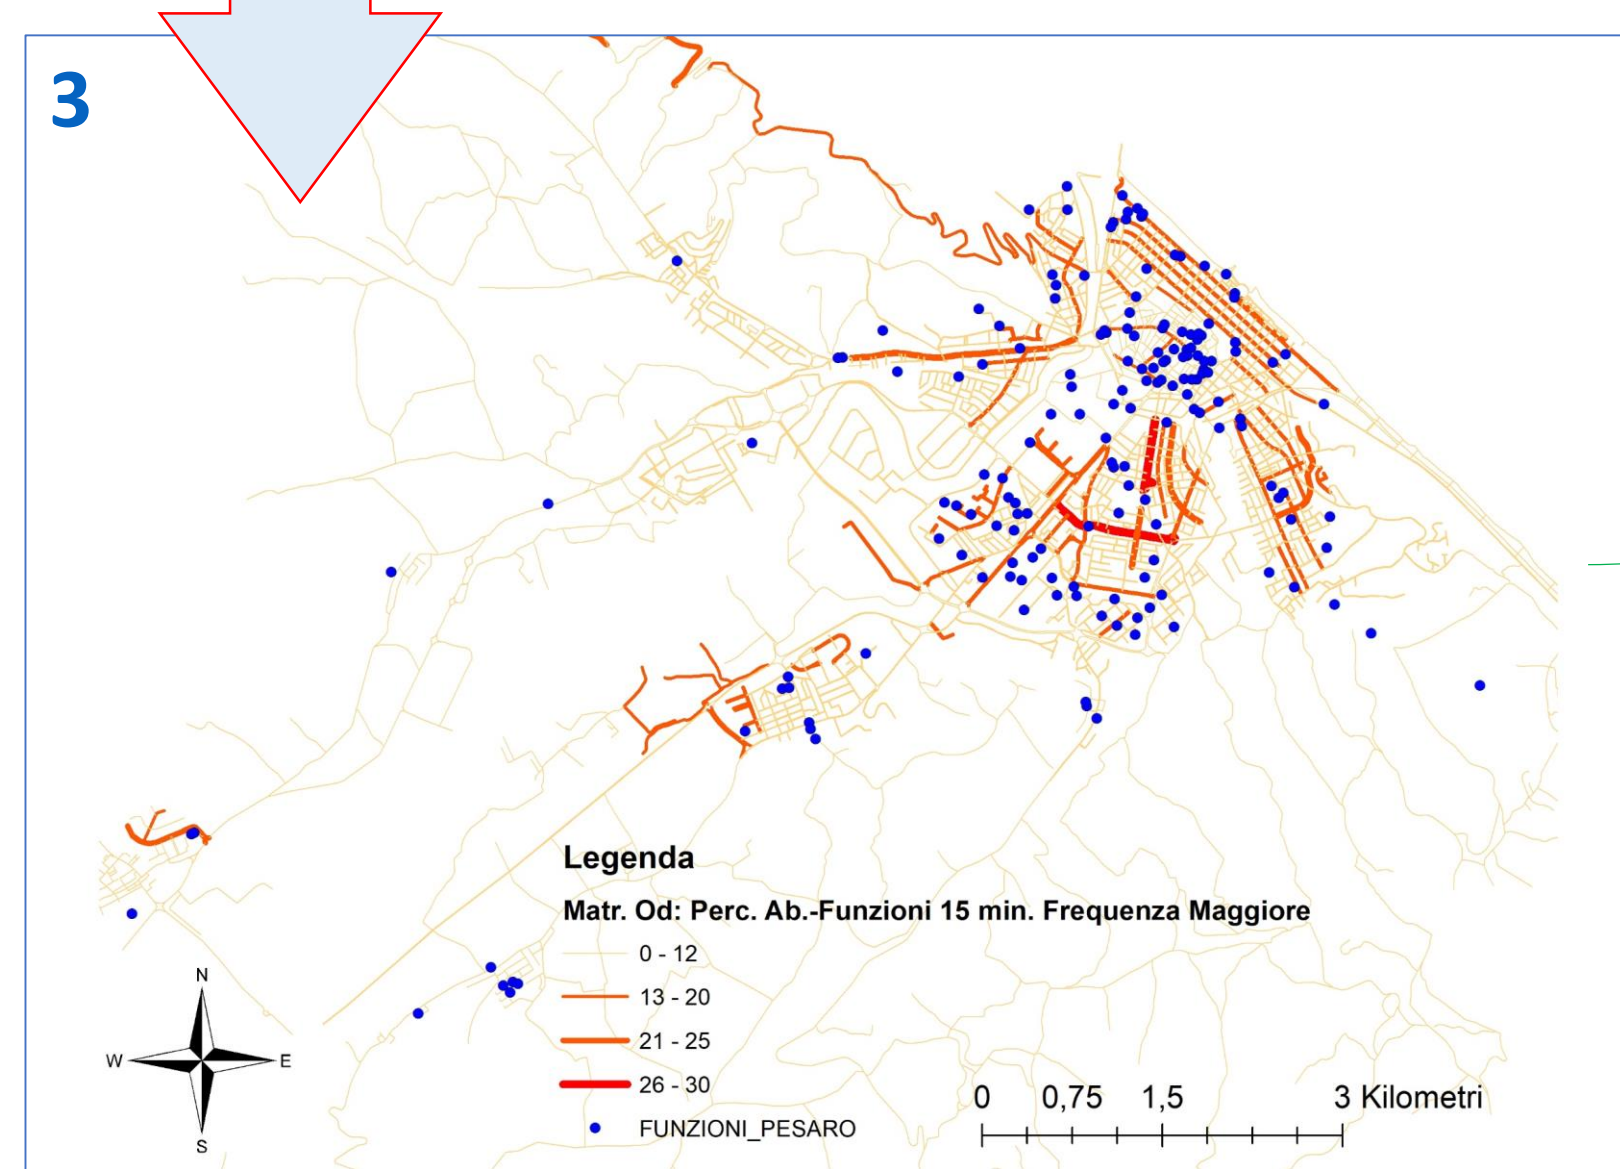 3
Legenda
Matr. Od: Perc. Ab.-Funzioni 15 min. Frequenza Maggiore
0 - 12
13 - 20
21 - 25
26 - 30
FUNZIONI_PESARO
N
W E
S
0 0,75 1,5 3 Kilometri